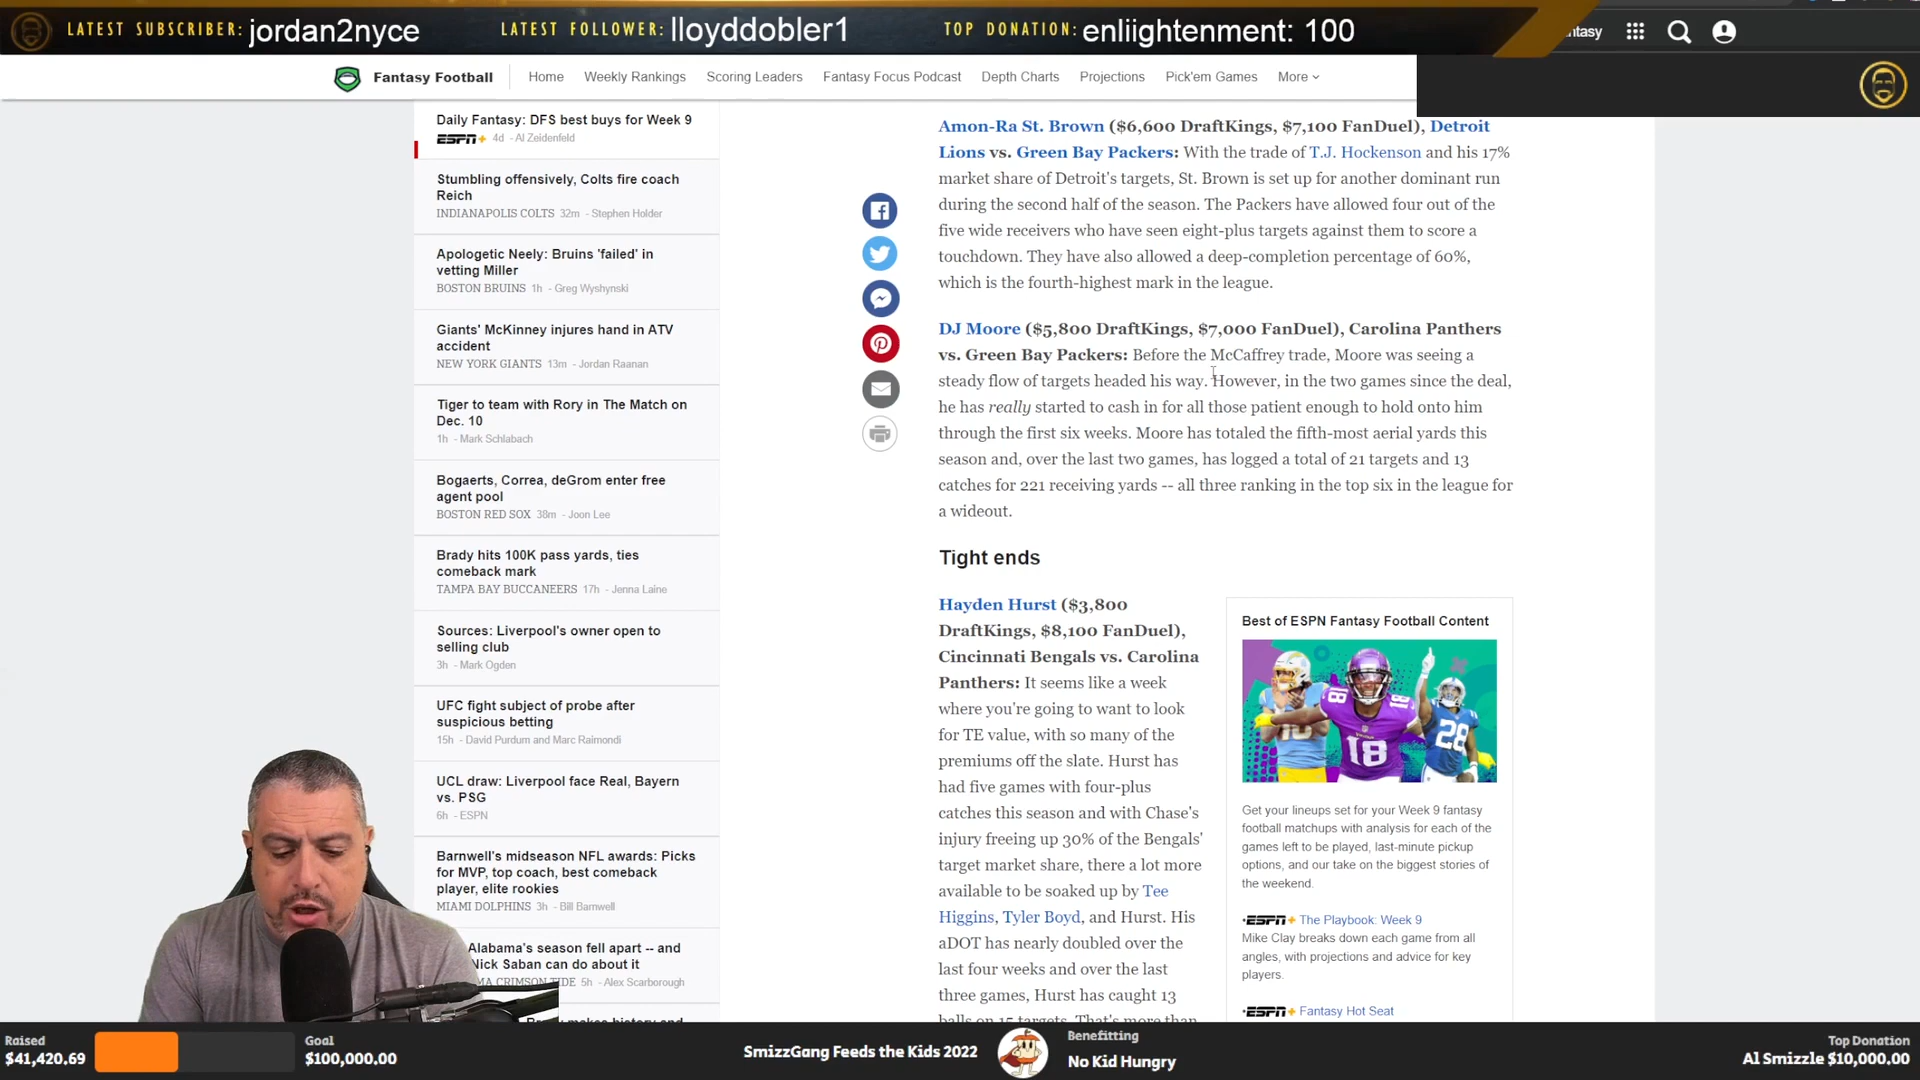 LATEST SUBSCRIBER: jordan2nyce
LATEST FOLLOWER: lloyddobler1
TOP DONATION: enliightenment: 100
Fantasy Football
Home
Weekly Rankings
Scoring Leaders
Fantasy Focus Podcast
Depth Charts
Projections
Pick'em Games
More
Daily Fantasy: DFS best buys for Week 9
ESPN+ 4d - Al Zeidenfeld
Stumbling offensively, Colts fire coach
Reich
INDIANAPOLIS COLTS 32m - Stephen Holder
Apologetic Neely: Bruins 'failed' in
vetting Miller
BOSTON BRUINS 1h - Greg Wyshynski
Giants' McKinney injures hand in ATV
accident
NEW YORK GIANTS 13m - Jordan Raanan
Tiger to team with Rory in The Match on
Dec. 10
1h - Mark Schlabach
Bogaerts, Correa, deGrom enter free
agent pool
BOSTON RED SOX 38m - Joon Lee
Brady hits 100K pass yards, ties
comeback mark
TAMPA BAY BUCCANEERS 17h - Jenna Laine
Sources: Liverpool's owner open to
selling club
3h - Mark Ogden
UFC fight subject of probe after
suspicious betting
15h - David Purdum and Marc Raimondi
UCL draw: Liverpool face Real, Bayern
vs. PSG
6h - ESPN
Barnwell's midseason NFL awards: Picks
for MVP, top coach, best comeback
player, elite rookies
MIAMI DOLPHINS 3h - Bill Barnwell
Alabama's season fell apart -- and
Nick Saban can do about it
CRIMSON TIDE 5h - Alex Scarborough
Amon-Ra St. Brown ($6,600 DraftKings, $7,100 FanDuel), Detroit
Lions vs. Green Bay Packers: With the trade of T.J. Hockenson and his 17%
market share of Detroit's targets, St. Brown is set up for another dominant run
during the second half of the season. The Packers have allowed four out of the
five wide receivers who have seen eight-plus targets against them to score a
touchdown. They have also allowed a deep-completion percentage of 60%,
which is the fourth-highest mark in the league.
DJ Moore ($5,800 DraftKings, $7,000 FanDuel), Carolina Panthers
vs. Green Bay Packers: Before the McCaffrey trade, Moore was seeing a
steady flow of targets headed his way. However, in the two games since the deal,
he has really started to cash in for all those patient enough to hold onto him
through the first six weeks. Moore has totaled the fifth-most aerial yards this
season and, over the last two games, has logged a total of 21 targets and 13
catches for 221 receiving yards -- all three ranking in the top six in the league for
a wideout.
Tight ends
Hayden Hurst ($3,800
DraftKings, $8,100 FanDuel),
Cincinnati Bengals vs. Carolina
Panthers: It seems like a week
where you're going to want to look
for TE value, with so many of the
premiums off the slate. Hurst has
had five games with four-plus
catches this season and with Chase's
injury freeing up 30% of the Bengals'
target market share, there a lot more
available to be soaked up by Tee
Higgins, Tyler Boyd, and Hurst. His
aDOT has nearly doubled over the
last four weeks and over the last
three games, Hurst has caught 13
balls on 15 targets. That's more than
Best of ESPN Fantasy Football Content
18
18
28
Get your lineups set for your Week 9 fantasy
football matchups with analysis for each of the
games left to be played, last-minute pickup
options, and our take on the biggest stories of
the weekend.
•ESPN+ The Playbook: Week 9
Mike Clay breaks down each game from all
angles, with projections and advice for key
players.
•ESPN+ Fantasy Hot Seat
Raised
$41,420.69
Goal
$100,000.00
SmizzGang Feeds the Kids 2022
Benefitting
No Kid Hungry
Top Donation
Al Smizzle $10,000.00